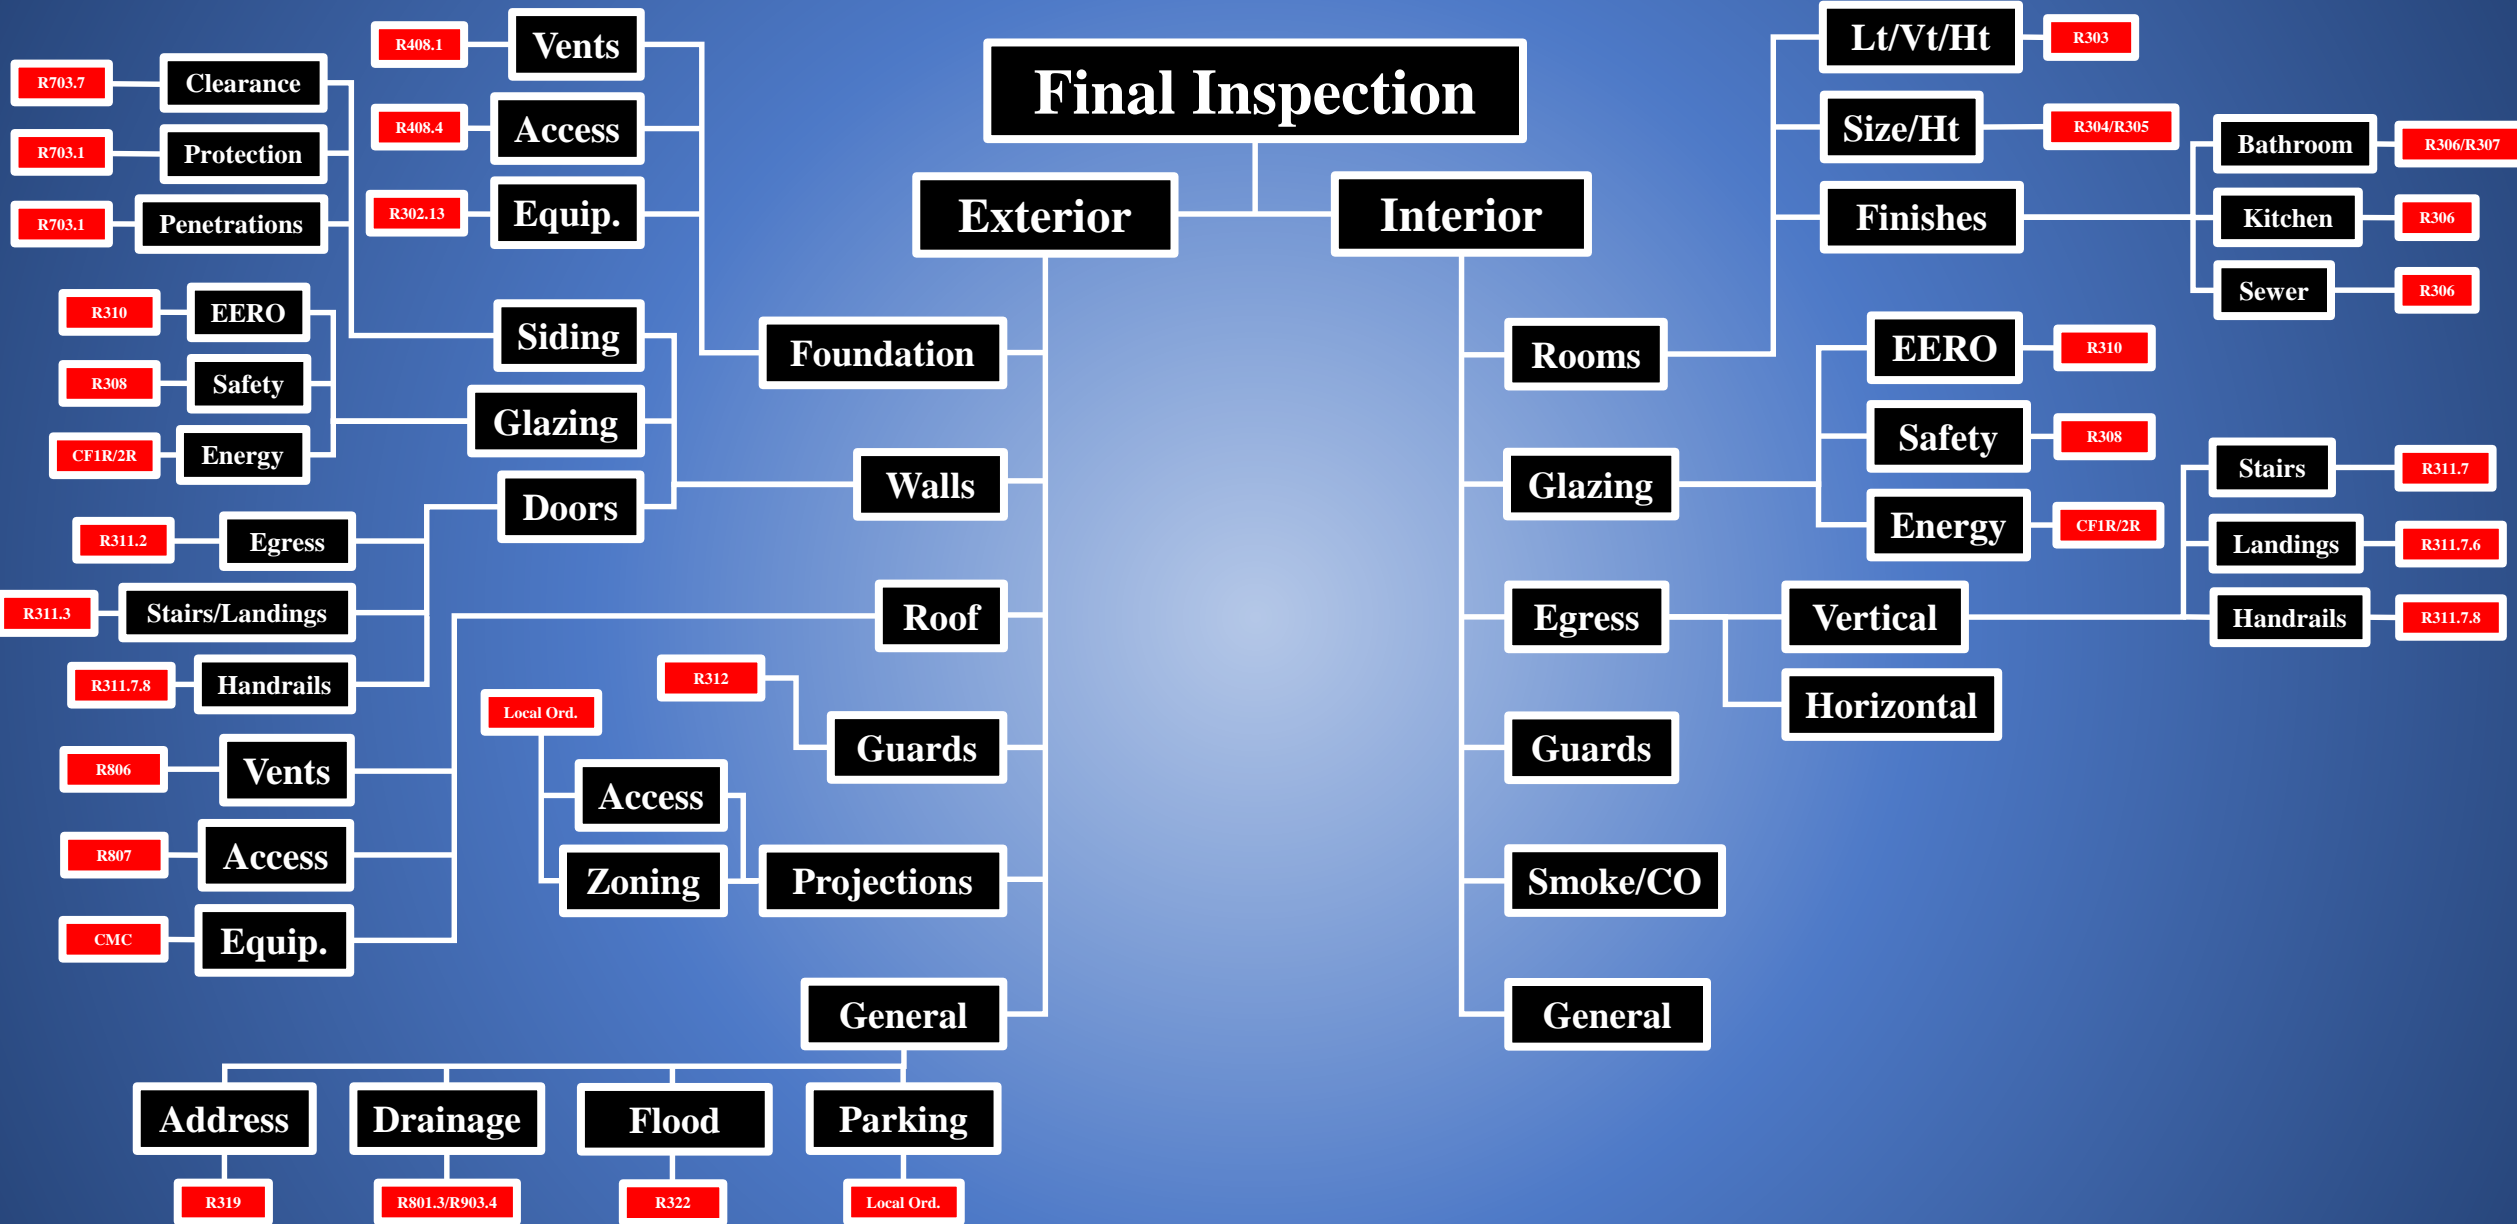 Final Inspection
Exterior
Interior
Foundation
Vents
R408.1
Access
R408.4
Equip.
R302.13
Walls
Siding
Clearance
R703.7
Protection
R703.1
Penetrations
R703.1
Glazing
EERO
R310
Safety
R308
Energy
CF1R/2R
Doors
Egress
R311.2
Stairs/Landings
R311.3
Handrails
R311.7.8
Roof
Vents
R806
Access
R807
Equip.
CMC
Guards
R312
Projections
Access
Zoning
Local Ord.
General
Address
R319
Drainage
R801.3/R903.4
Flood
R322
Parking
Local Ord.
Rooms
Lt/Vt/Ht
R303
Size/Ht
R304/R305
Finishes
Bathroom
R306/R307
Kitchen
R306
Sewer
R306
Glazing
EERO
R310
Safety
R308
Energy
CF1R/2R
Egress
Vertical
Stairs
R311.7
Landings
R311.7.6
Handrails
R311.7.8
Horizontal
Guards
Smoke/CO
General